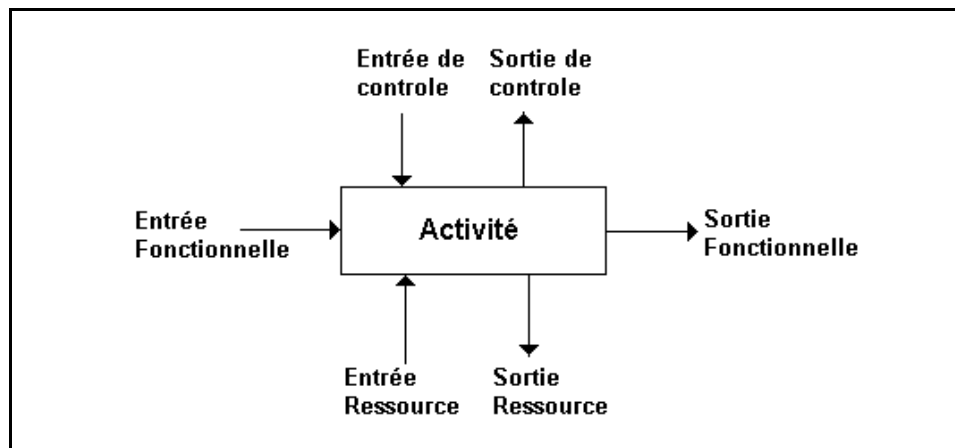 Entrée de
controle
Sortie de
controle
Entrée
Fonctionnelle
Activité
Sortie
Fonctionnelle
Entrée
Ressource
Sortie
Ressource